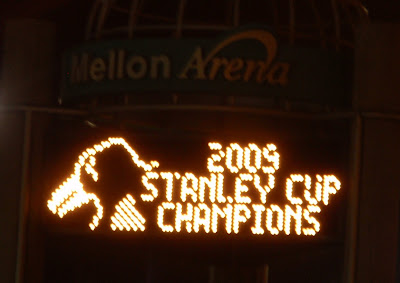 Mellon Arena
2009
STANLEY CUP
CHAMPIONS